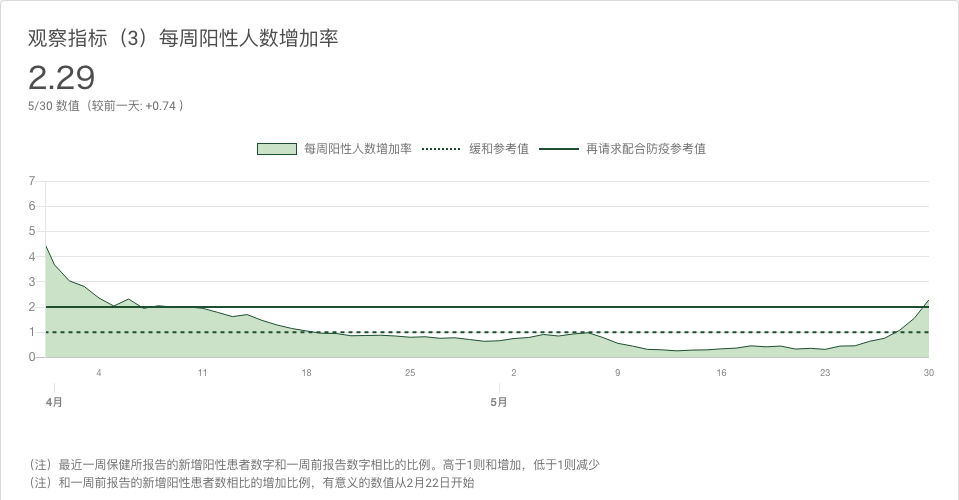 观察指标（3）每周阳性人数增加率
2.29
5/30 数值（较前一天: +0.74 ）
每周阳性人数增加率 缓和参考值 再请求配合防疫参考值
7
6
5
4
3
2
1
0
4 11 18 25 2 9 16 23 30
4月 5月
（注）最近一周保健所报告的新增阳性患者数字和一周前报告数字相比的比例。高于1则和增加，低于1则减少
（注）和一周前报告的新增阳性患者数相比的增加比例，有意义的数值从2月22日开始